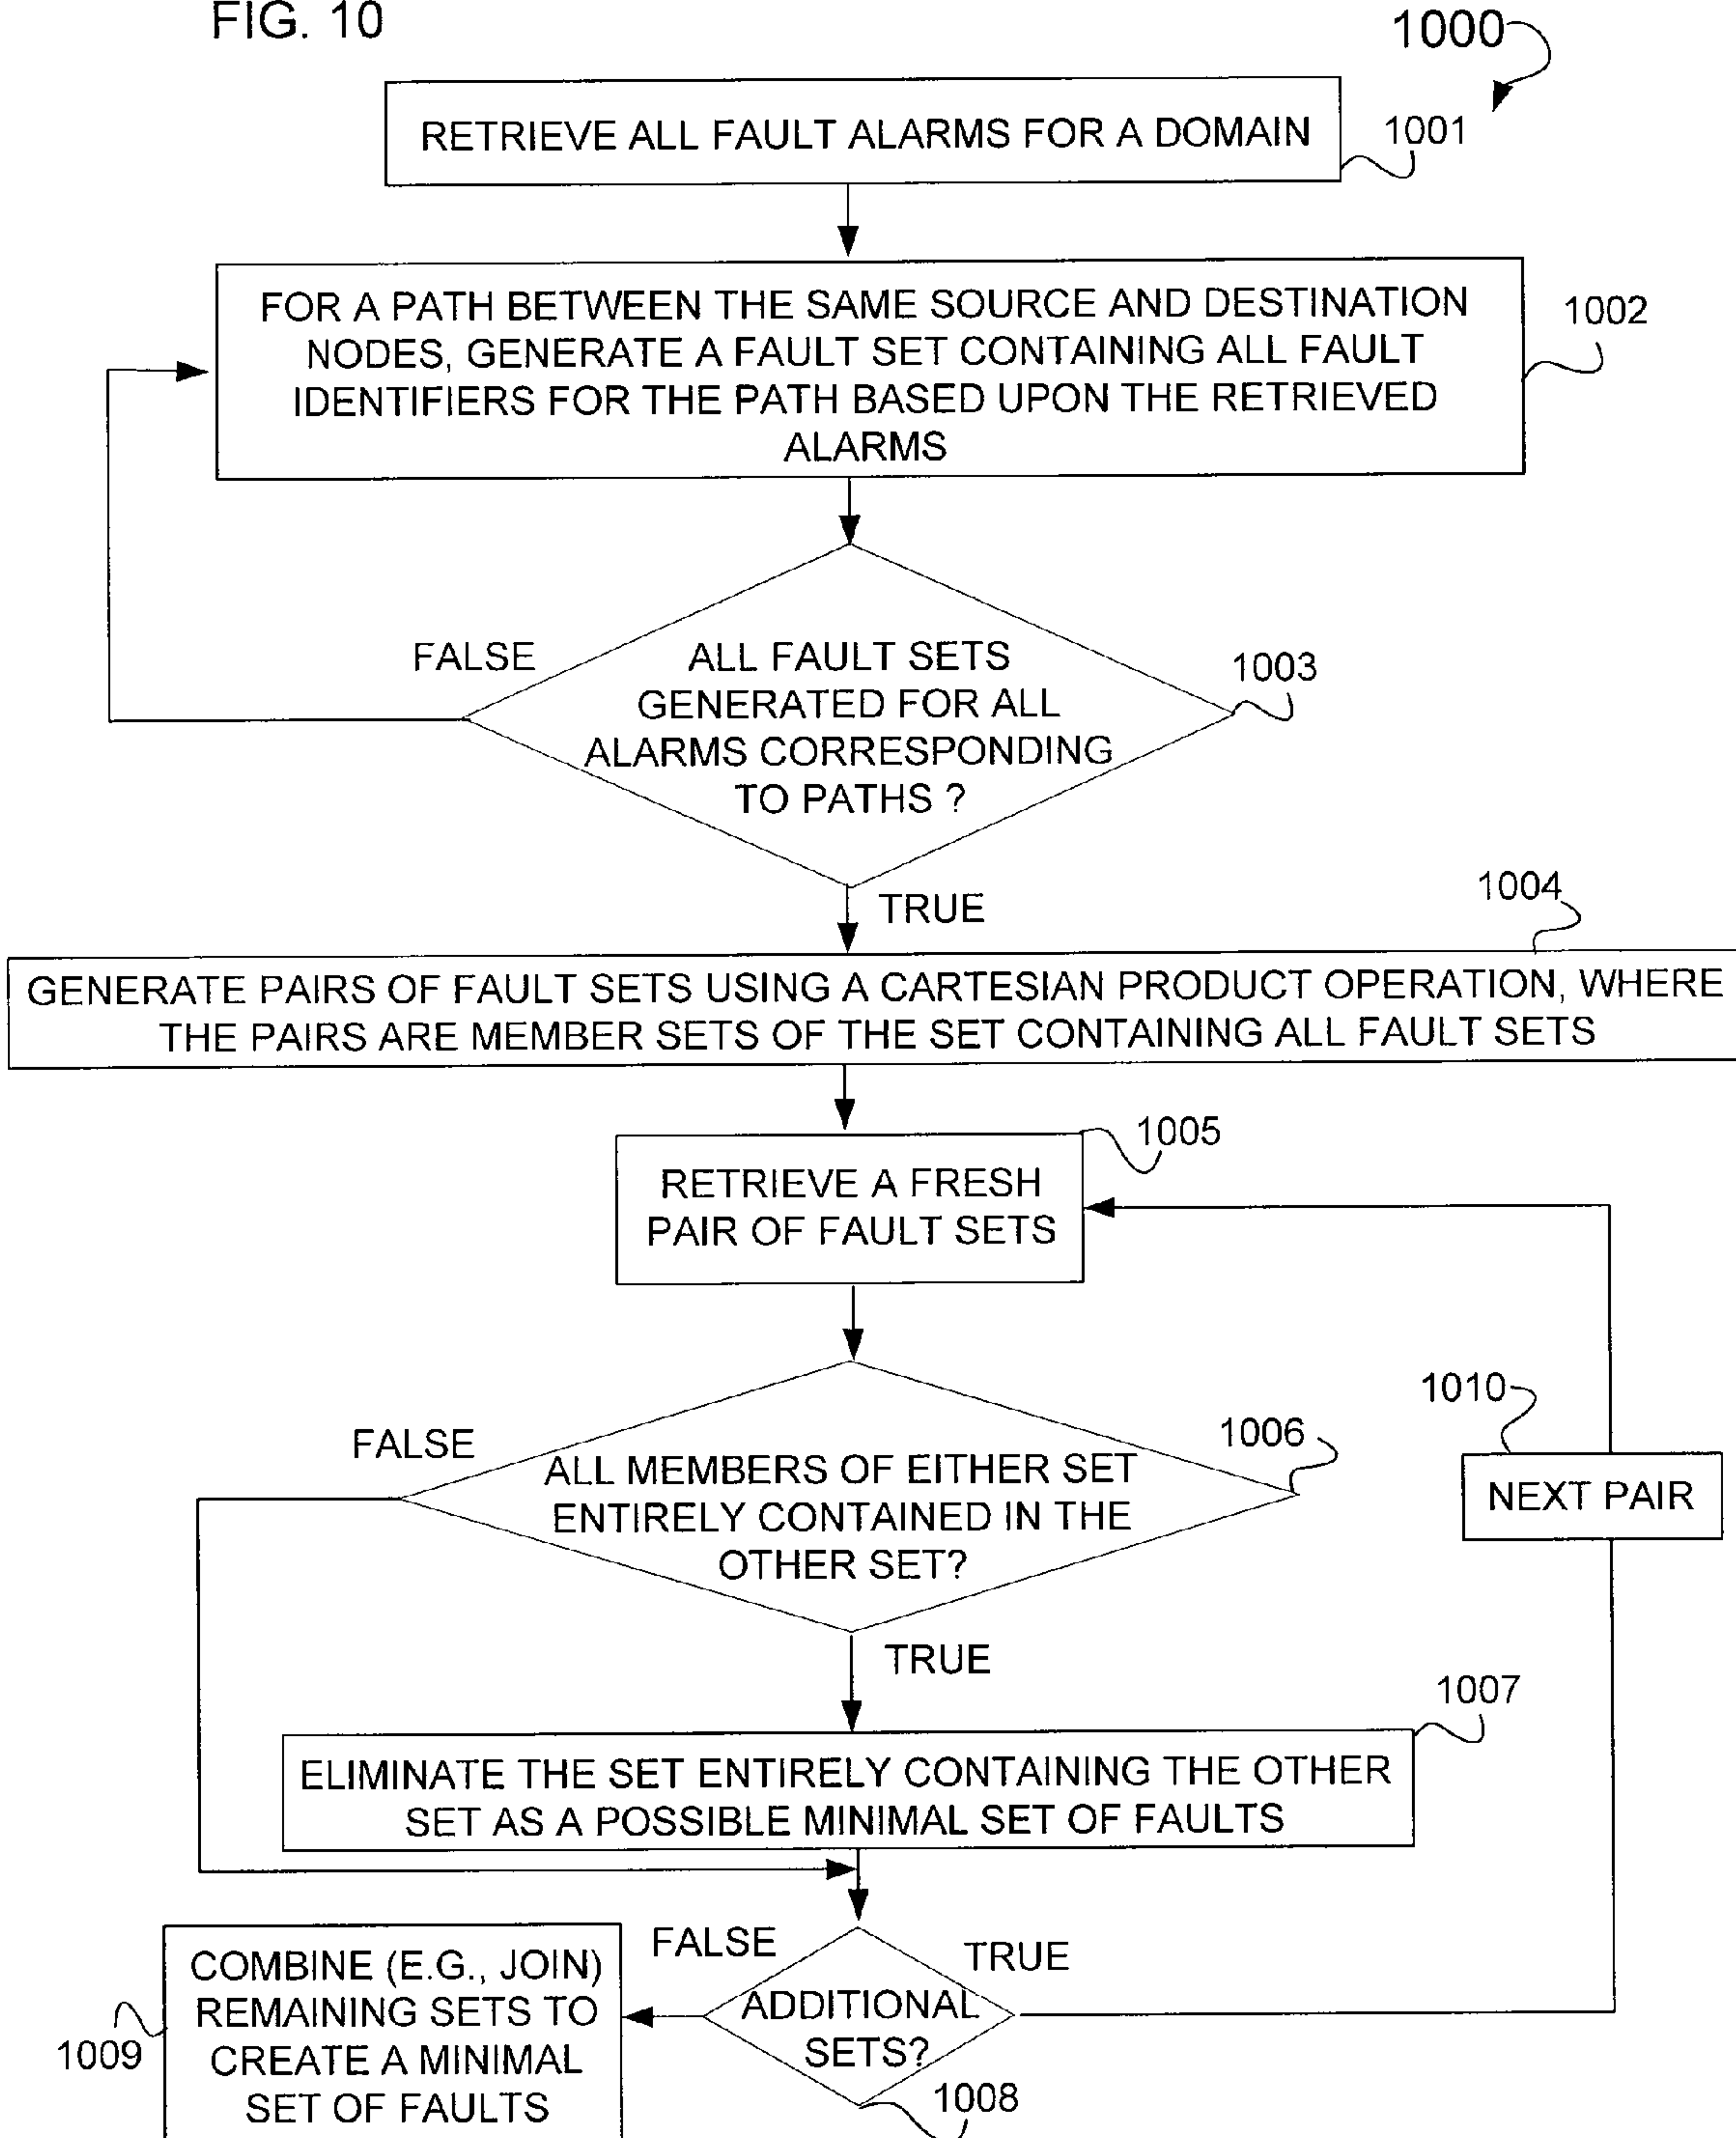 FIG. 10
1000
RETRIEVE ALL FAULT ALARMS FOR A DOMAIN
1001
FOR A PATH BETWEEN THE SAME SOURCE AND DESTINATION
NODES, GENERATE A FAULT SET CONTAINING ALL FAULT
IDENTIFIERS FOR THE PATH BASED UPON THE RETRIEVED
ALARMS
1002
FALSE
ALL FAULT SETS
GENERATED FOR ALL
ALARMS CORRESPONDING
TO PATHS ?
1003
TRUE
1004
GENERATE PAIRS OF FAULT SETS USING A CARTESIAN PRODUCT OPERATION, WHERE
THE PAIRS ARE MEMBER SETS OF THE SET CONTAINING ALL FAULT SETS
1005
RETRIEVE A FRESH
PAIR OF FAULT SETS
1010
NEXT PAIR
FALSE
1006
ALL MEMBERS OF EITHER SET
ENTIRELY CONTAINED IN THE
OTHER SET?
TRUE
1007
ELIMINATE THE SET ENTIRELY CONTAINING THE OTHER
SET AS A POSSIBLE MINIMAL SET OF FAULTS
FALSE
TRUE
ADDITIONAL
SETS?
1008
COMBINE (E.G., JOIN)
REMAINING SETS TO
CREATE A MINIMAL
SET OF FAULTS
1009